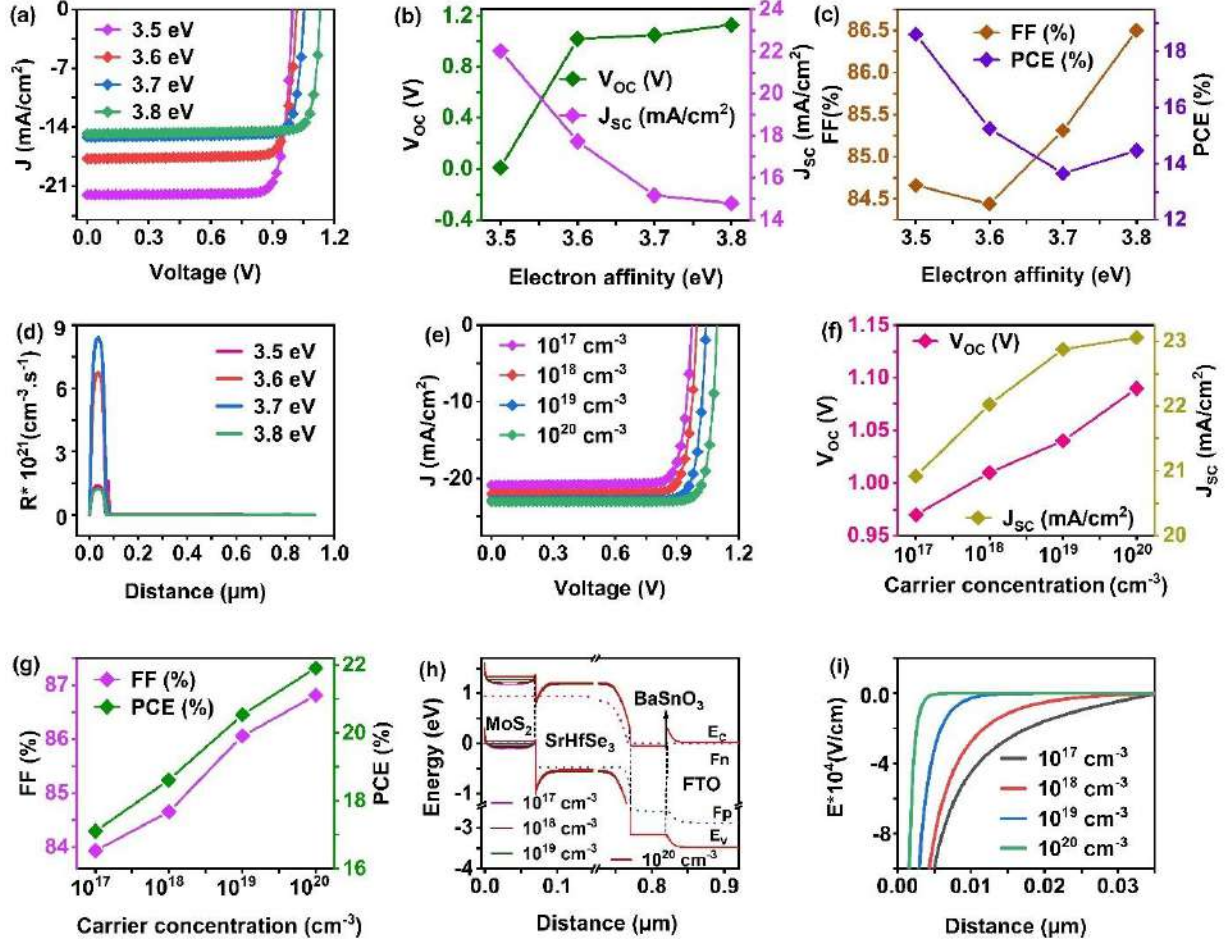 (a)
0
-7
-14
-21
J (mA/cm²)
3.5 eV
3.6 eV
3.7 eV
3.8 eV
0.0 0.3 0.6 0.9 1.2
Voltage (V)
(b)
1.2
0.8
0.4
0.0
-0.4
V_OC (V)
V_OC (V)
J_SC (mA/cm²)
24
22
20
18
16
14
J_SC (mA/cm²)
3.5 3.6 3.7 3.8
Electron affinity (eV)
(c)
86.5
86.0
85.5
85.0
84.5
FF(%)
FF (%)
PCE (%)
18
16
14
12
PCE (%)
3.5 3.6 3.7 3.8
Electron affinity (eV)
(d)
9
6
3
0
R* 10²¹(cm⁻³.s⁻¹)
3.5 eV
3.6 eV
3.7 eV
3.8 eV
0.0 0.2 0.4 0.6 0.8 1.0
Distance (µm)
(e)
0
-10
-20
J (mA/cm²)
10¹⁷ cm⁻³
10¹⁸ cm⁻³
10¹⁹ cm⁻³
10²⁰ cm⁻³
0.0 0.3 0.6 0.9 1.2
Voltage (V)
(f)
1.15
1.10
1.05
1.00
0.95
V_OC (V)
V_OC (V)
J_SC (mA/cm²)
23
22
21
20
J_SC (mA/cm²)
10¹⁷ 10¹⁸ 10¹⁹ 10²⁰
Carrier concentration (cm⁻³)
(g)
87
86
85
84
FF (%)
FF (%)
PCE (%)
22
20
18
16
PCE (%)
10¹⁷ 10¹⁸ 10¹⁹ 10²⁰
Carrier concentration (cm⁻³)
(h)
1
0
-1
-3
-4
Energy (eV)
MoS₂
SrHfSe₃
BaSnO₃
E_C
Fn
FTO
Fp
E_V
10¹⁷ cm⁻³
10¹⁸ cm⁻³
10¹⁹ cm⁻³
10²⁰ cm⁻³
0.0 0.1 0.8 0.9
Distance (µm)
(i)
0.0
-4
-8
E*10⁴(V/cm)
10¹⁷ cm⁻³
10¹⁸ cm⁻³
10¹⁹ cm⁻³
10²⁰ cm⁻³
0.00 0.01 0.02 0.03
Distance (µm)